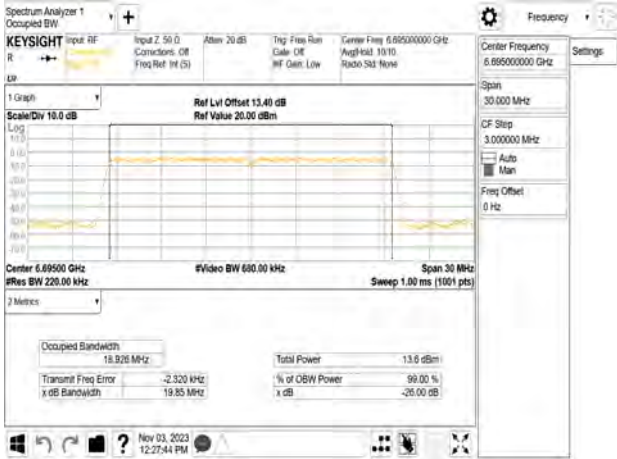 Spectrum Analyzer 1
Occupied BW
+
Frequency
KEYSIGHT Input: RF
Input Z: 50 Ω
Corrections: Off
Freq Ref: Int (S)
Atten: 20 dB
Trig: Free Run
Gate: Off
#IF Gain: Low
Center Freq: 6.695000000 GHz
Avg|Hold: 10/10
Radio Std: None
R
Center Frequency
6.695000000 GHz
Settings
Span
30.000 MHz
CF Step
3.000000 MHz
Auto
Man
Freq Offset
0 Hz
1 Graph
Scale/Div 10.0 dB
Ref Lvl Offset 13.40 dB
Ref Value 20.00 dBm
Log
Center 6.69500 GHz
#Res BW 220.00 kHz
#Video BW 680.00 kHz
Span 30 MHz
Sweep 1.00 ms (1001 pts)
2 Metrics
Occupied Bandwidth
18.926 MHz
Total Power 13.6 dBm
Transmit Freq Error -2.320 kHz
% of OBW Power 99.00 %
x dB Bandwidth 19.85 MHz
x dB -26.00 dB
?
Nov 03, 2023
12:27:44 PM